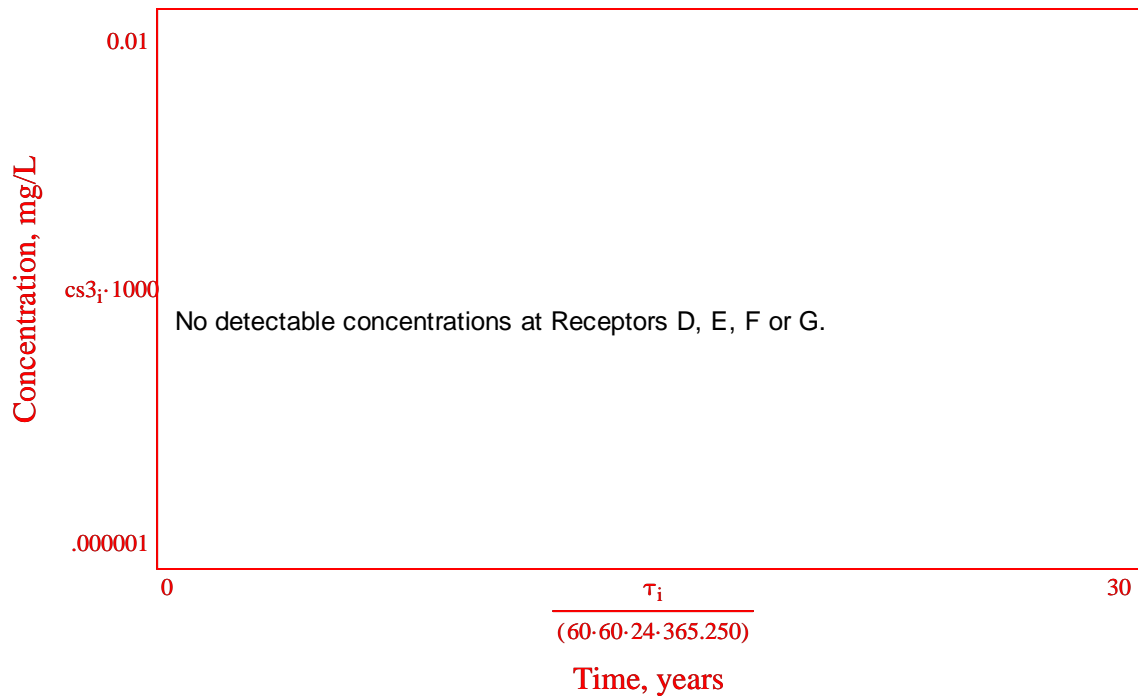 0.01
Concentration, mg/L
cs3i·1000
No detectable concentrations at Receptors D, E, F or G.
.000001
0
τi
30
(60·60·24·365.250)
Time, years